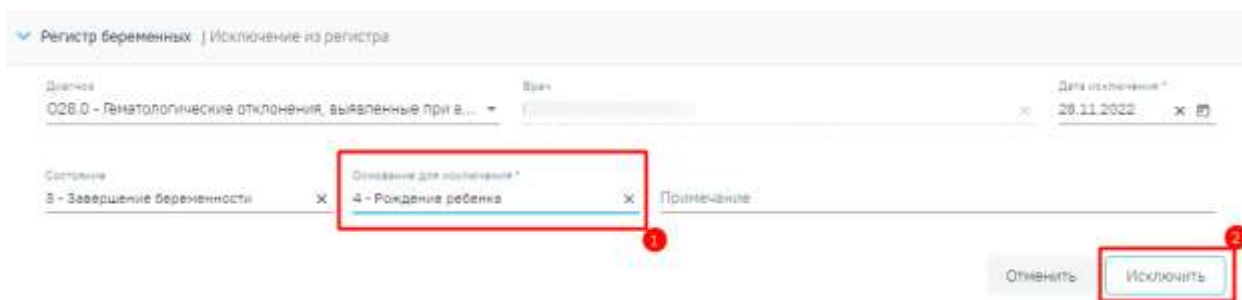 Регистр беременных | Исключение из регистра
Диагноз Врач Дата исключения *
O28.0 - Гематологические отклонения, выявленные при а... 28.11.2022
Состояние Основание для исключения *
3 - Завершение беременности 4 - Рождение ребенка Примечание
1 2
Отменить Исключить